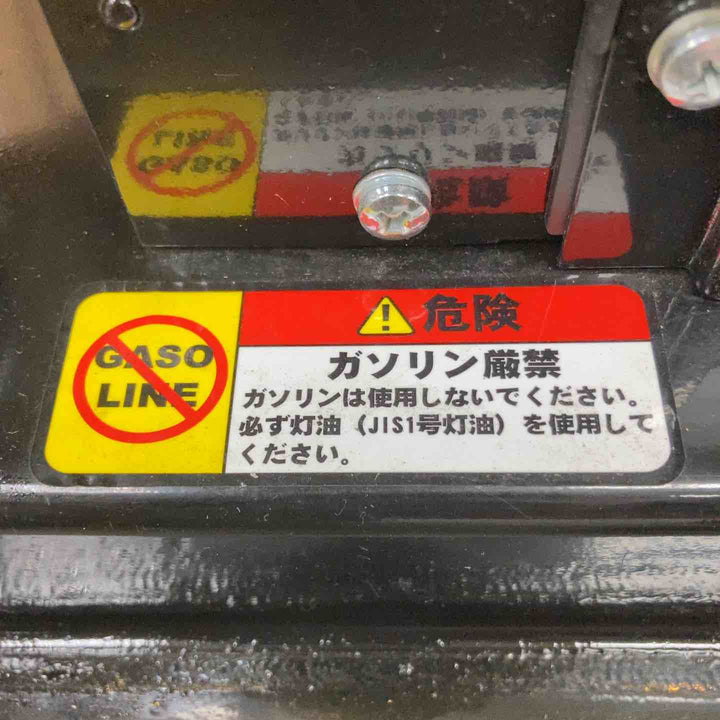 GASO
LINE
危険
ガソリン厳禁
ガソリンは使用しないでください。
必ず灯油（JIS1号灯油）を使用して
ください。